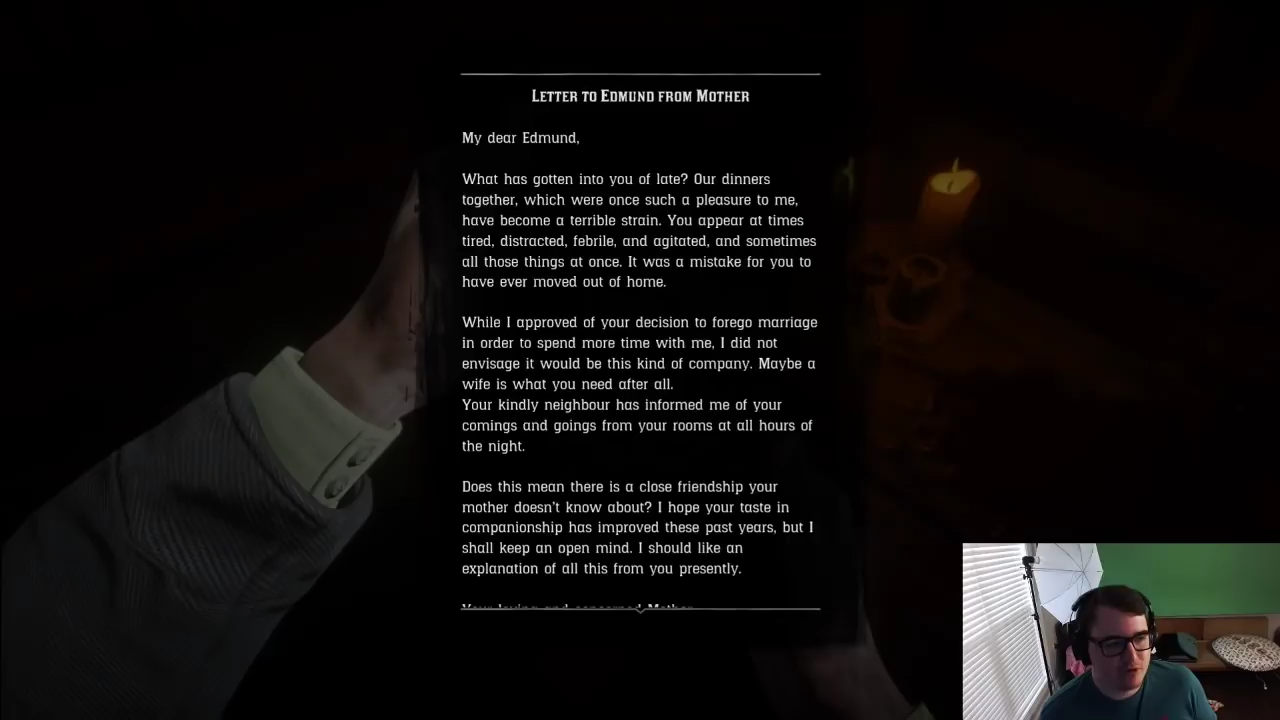 LETTER TO EDMUND FROM MOTHER
My dear Edmund,
What has gotten into you of late? Our dinners
together, which were once such a pleasure to me,
have become a terrible strain. You appear at times
tired, distracted, febrile, and agitated, and sometimes
all those things at once. It was a mistake for you to
have ever moved out of home.
While I approved of your decision to forego marriage
in order to spend more time with me, I did not
envisage it would be this kind of company. Maybe a
wife is what you need after all.
Your kindly neighbour has informed me of your
comings and goings from your rooms at all hours of
the night.
Does this mean there is a close friendship your
mother doesn't know about? I hope your taste in
companionship has improved these past years, but I
shall keep an open mind. I should like an
explanation of all this from you presently.
Your loving and concerned Mother